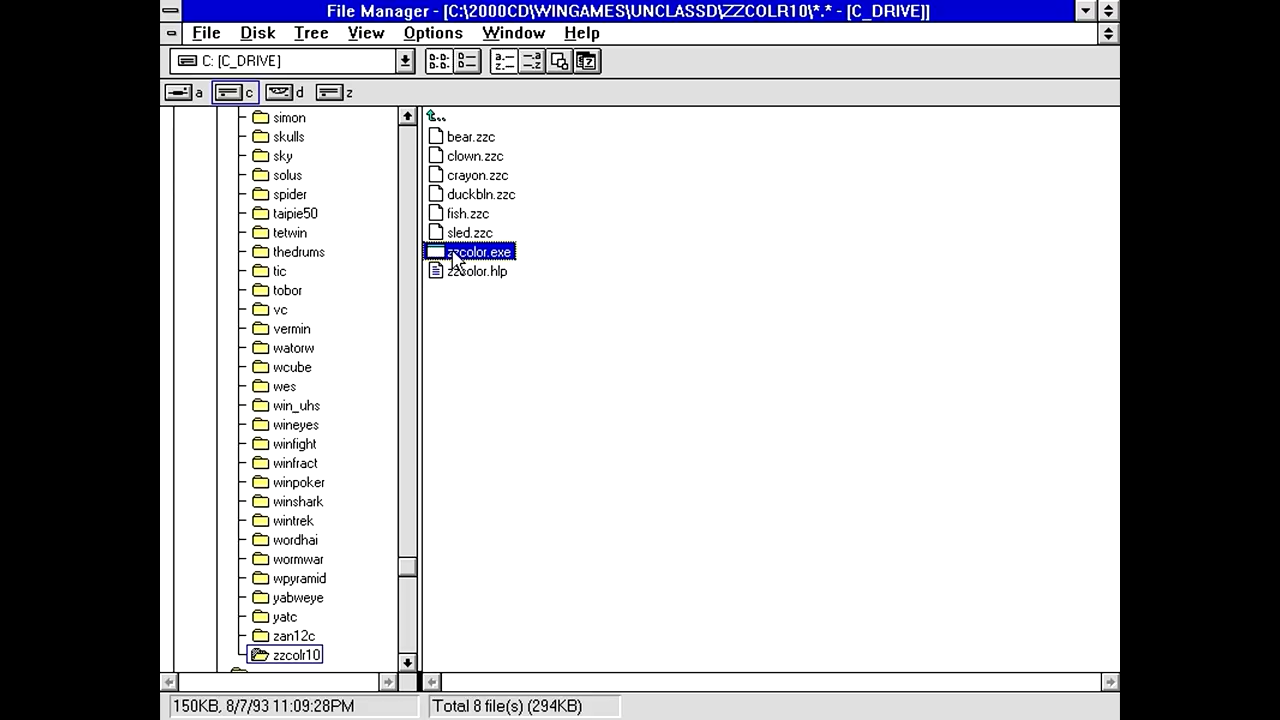 File Manager - [C:\2000CD\WINGAMES\UNCLASSD\ZZCOLR10\*.* - [C_DRIVE]]
File Disk Tree View Options Window Help
C: [C_DRIVE]
a c d z
simon
skulls
sky
solus
spider
taipie50
tetwin
thedrums
tic
tobor
vc
vermin
watorw
wcube
wes
win_uhs
wineyes
winfight
winfract
winpoker
winshark
wintrek
wordhai
wormwar
wpyramid
yabweye
yatc
zan12c
zzcolr10
..
bear.zzc
clown.zzc
crayon.zzc
duckbln.zzc
fish.zzc
sled.zzc
zzcolor.exe
zzcolor.hlp
150KB, 8/7/93 11:09:28PM
Total 8 file(s) (294KB)